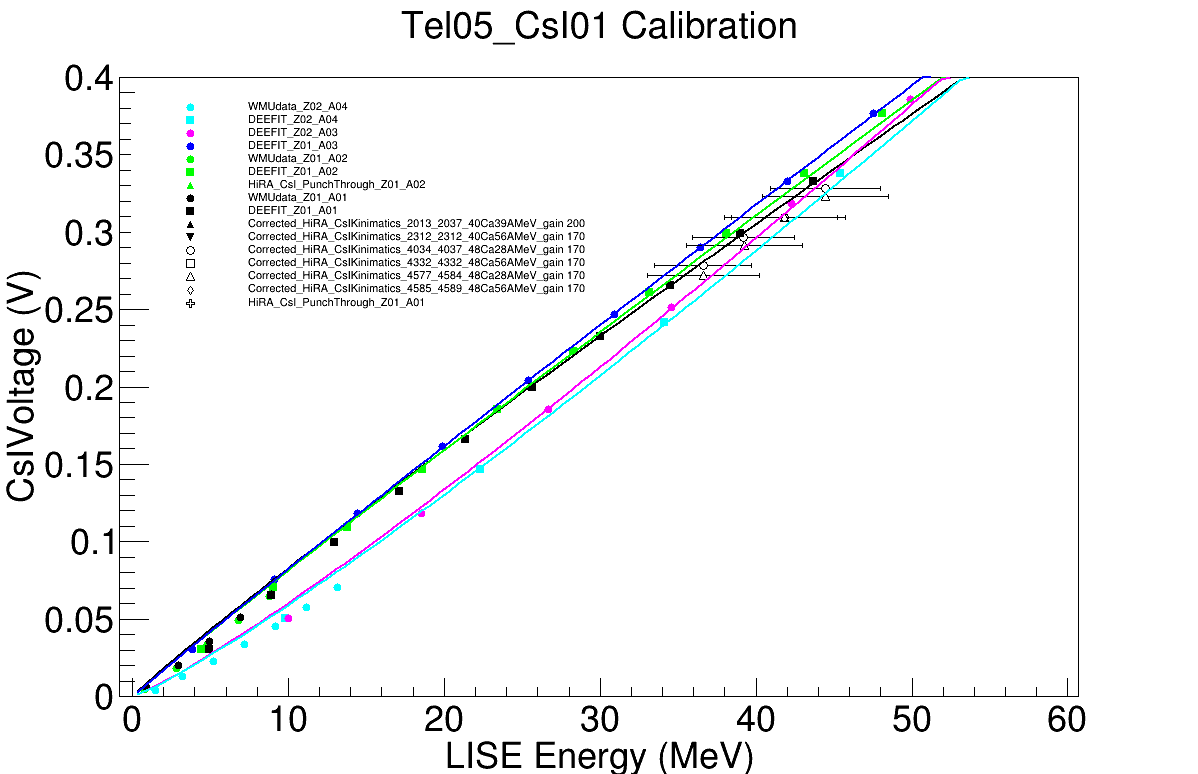 Tel05_CsI01 Calibration
CsIVoltage (V)
0.4
0.35
0.3
0.25
0.2
0.15
0.1
0.05
0
WMUdata_Z02_A04
DEEFIT_Z02_A04
DEEFIT_Z02_A03
DEEFIT_Z01_A03
WMUdata_Z01_A02
DEEFIT_Z01_A02
HiRA_CsI_PunchThrough_Z01_A02
WMUdata_Z01_A01
DEEFIT_Z01_A01
Corrected_HiRA_CsIKinimatics_2013_2037_40Ca39AMeV_gain 200
Corrected_HiRA_CsIKinimatics_2312_2312_40Ca56AMeV_gain 170
Corrected_HiRA_CsIKinimatics_4034_4037_48Ca28AMeV_gain 170
Corrected_HiRA_CsIKinimatics_4332_4332_48Ca56AMeV_gain 170
Corrected_HiRA_CsIKinimatics_4577_4584_48Ca28AMeV_gain 170
Corrected_HiRA_CsIKinimatics_4585_4589_48Ca56AMeV_gain 170
HiRA_CsI_PunchThrough_Z01_A01
0 10 20 30 40 50 60
LISE Energy (MeV)